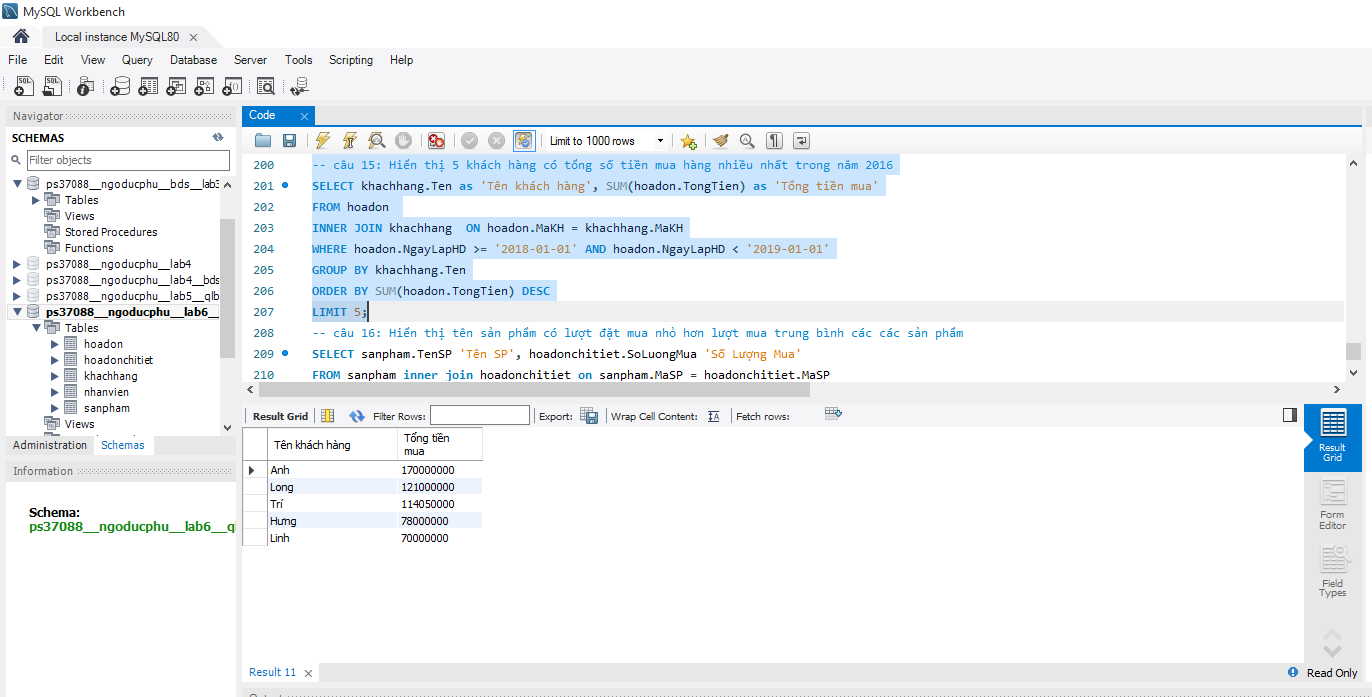 MySQL Workbench
Local instance MySQL80
File Edit View Query Database Server Tools Scripting Help
Navigator
SCHEMAS
Filter objects
ps37088__ngoducphu__bds__lab3
Tables
Views
Stored Procedures
Functions
ps37088__ngoducphu__lab4
ps37088__ngoducphu__lab4__bds
ps37088__ngoducphu__lab5__qlb
ps37088__ngoducphu__lab6__
Tables
hoadon
hoadonchitiet
khachhang
nhanvien
sanpham
Views
Administration Schemas
Information
Schema:
ps37088__ngoducphu__lab6__q
Code
Limit to 1000 rows
200 -- câu 15: Hiển thị 5 khách hàng có tổng số tiền mua hàng nhiều nhất trong năm 2016
201 SELECT khachhang.Ten as 'Tên khách hàng', SUM(hoadon.TongTien) as 'Tổng tiền mua'
202 FROM hoadon
203 INNER JOIN khachhang ON hoadon.MaKH = khachhang.MaKH
204 WHERE hoadon.NgayLapHD >= '2018-01-01' AND hoadon.NgayLapHD < '2019-01-01'
205 GROUP BY khachhang.Ten
206 ORDER BY SUM(hoadon.TongTien) DESC
207 LIMIT 5;
208 -- câu 16: Hiển thị tên sản phẩm có lượt đặt mua nhỏ hơn lượt mua trung bình các các sản phẩm
209 SELECT sanpham.TenSP 'Tên SP', hoadonchitiet.SoLuongMua 'Số Lượng Mua'
210 FROM sanpham inner join hoadonchitiet on sanpham.MaSP = hoadonchitiet.MaSP
Result Grid Filter Rows: Export: Wrap Cell Content: Fetch rows:
Tên khách hàng Tổng tiền
mua
Anh 170000000
Long 121000000
Trí 114050000
Hưng 78000000
Linh 70000000
Result
Grid
Form
Editor
Field
Types
Result 11
Read Only